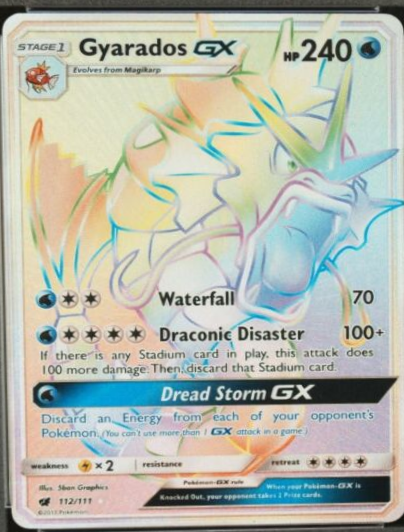 STAGE 1 Gyarados GX HP 240
Evolves from Magikarp
Waterfall 70
Draconic Disaster 100+
If there is any Stadium card in play, this attack does
100 more damage. Then, discard that Stadium card.
Dread Storm GX
Discard an Energy from each of your opponent's
Pokémon. (You can't use more than 1 GX attack in a game.)
weakness ×2 resistance retreat
Illus. 5ban Graphics
Pokémon-GX rule
When your Pokémon-GX is
Knocked Out, your opponent takes 2 Prize cards.
112/111
©2017 Pokémon